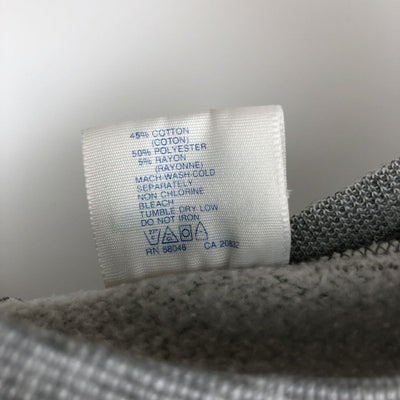 45% COTTON
(COTON)
50% POLYESTER
5% RAYON
(RAYONNE)
MACH-WASH-COLD
SEPARATELY
NON CHLORINE
BLEACH
TUMBLE DRY LOW
DO NOT IRON
RN 58046 CA 20832